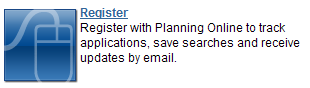 Register
Register with Planning Online to track
applications, save searches and receive
updates by email.